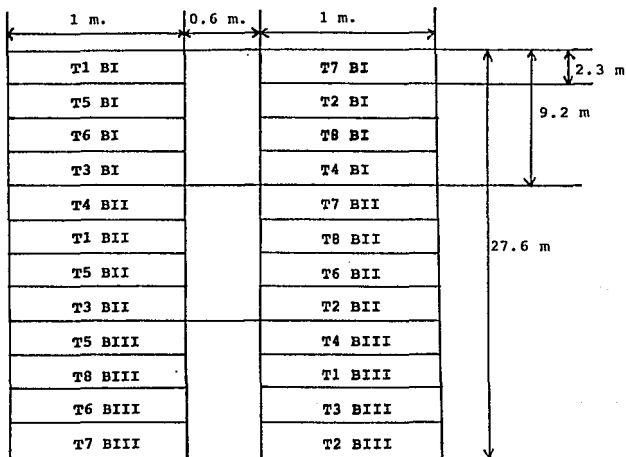 1 m. 0.6 m. 1 m.
T1 BI T7 BI
2.3 m
T5 BI T2 BI
9.2 m
T6 BI T8 BI
T3 BI T4 BI
T4 BII T7 BII
T1 BII T8 BII
27.6 m
T5 BII T6 BII
T3 BII T2 BII
T5 BIII T4 BIII
T8 BIII T1 BIII
T6 BIII T3 BIII
T7 BIII T2 BIII